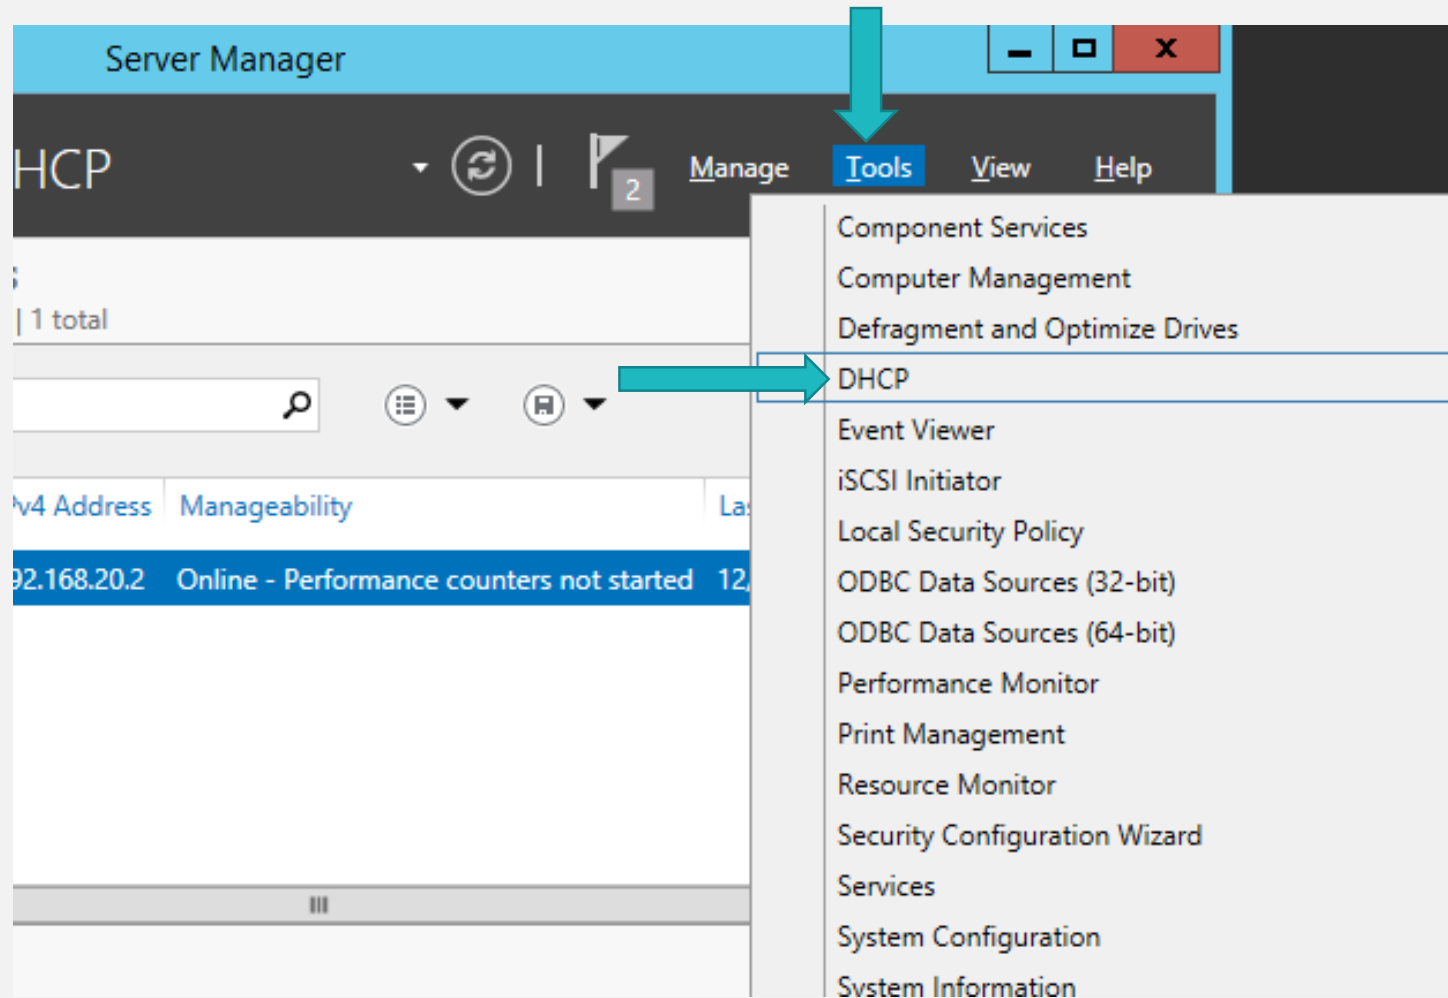 Server Manager
HCP
2
Manage Tools View Help
| 1 total
v4 Address Manageability
92.168.20.2 Online - Performance counters not started 12/
Component Services
Computer Management
Defragment and Optimize Drives
DHCP
Event Viewer
iSCSI Initiator
Local Security Policy
ODBC Data Sources (32-bit)
ODBC Data Sources (64-bit)
Performance Monitor
Print Management
Resource Monitor
Security Configuration Wizard
Services
System Configuration
System Information